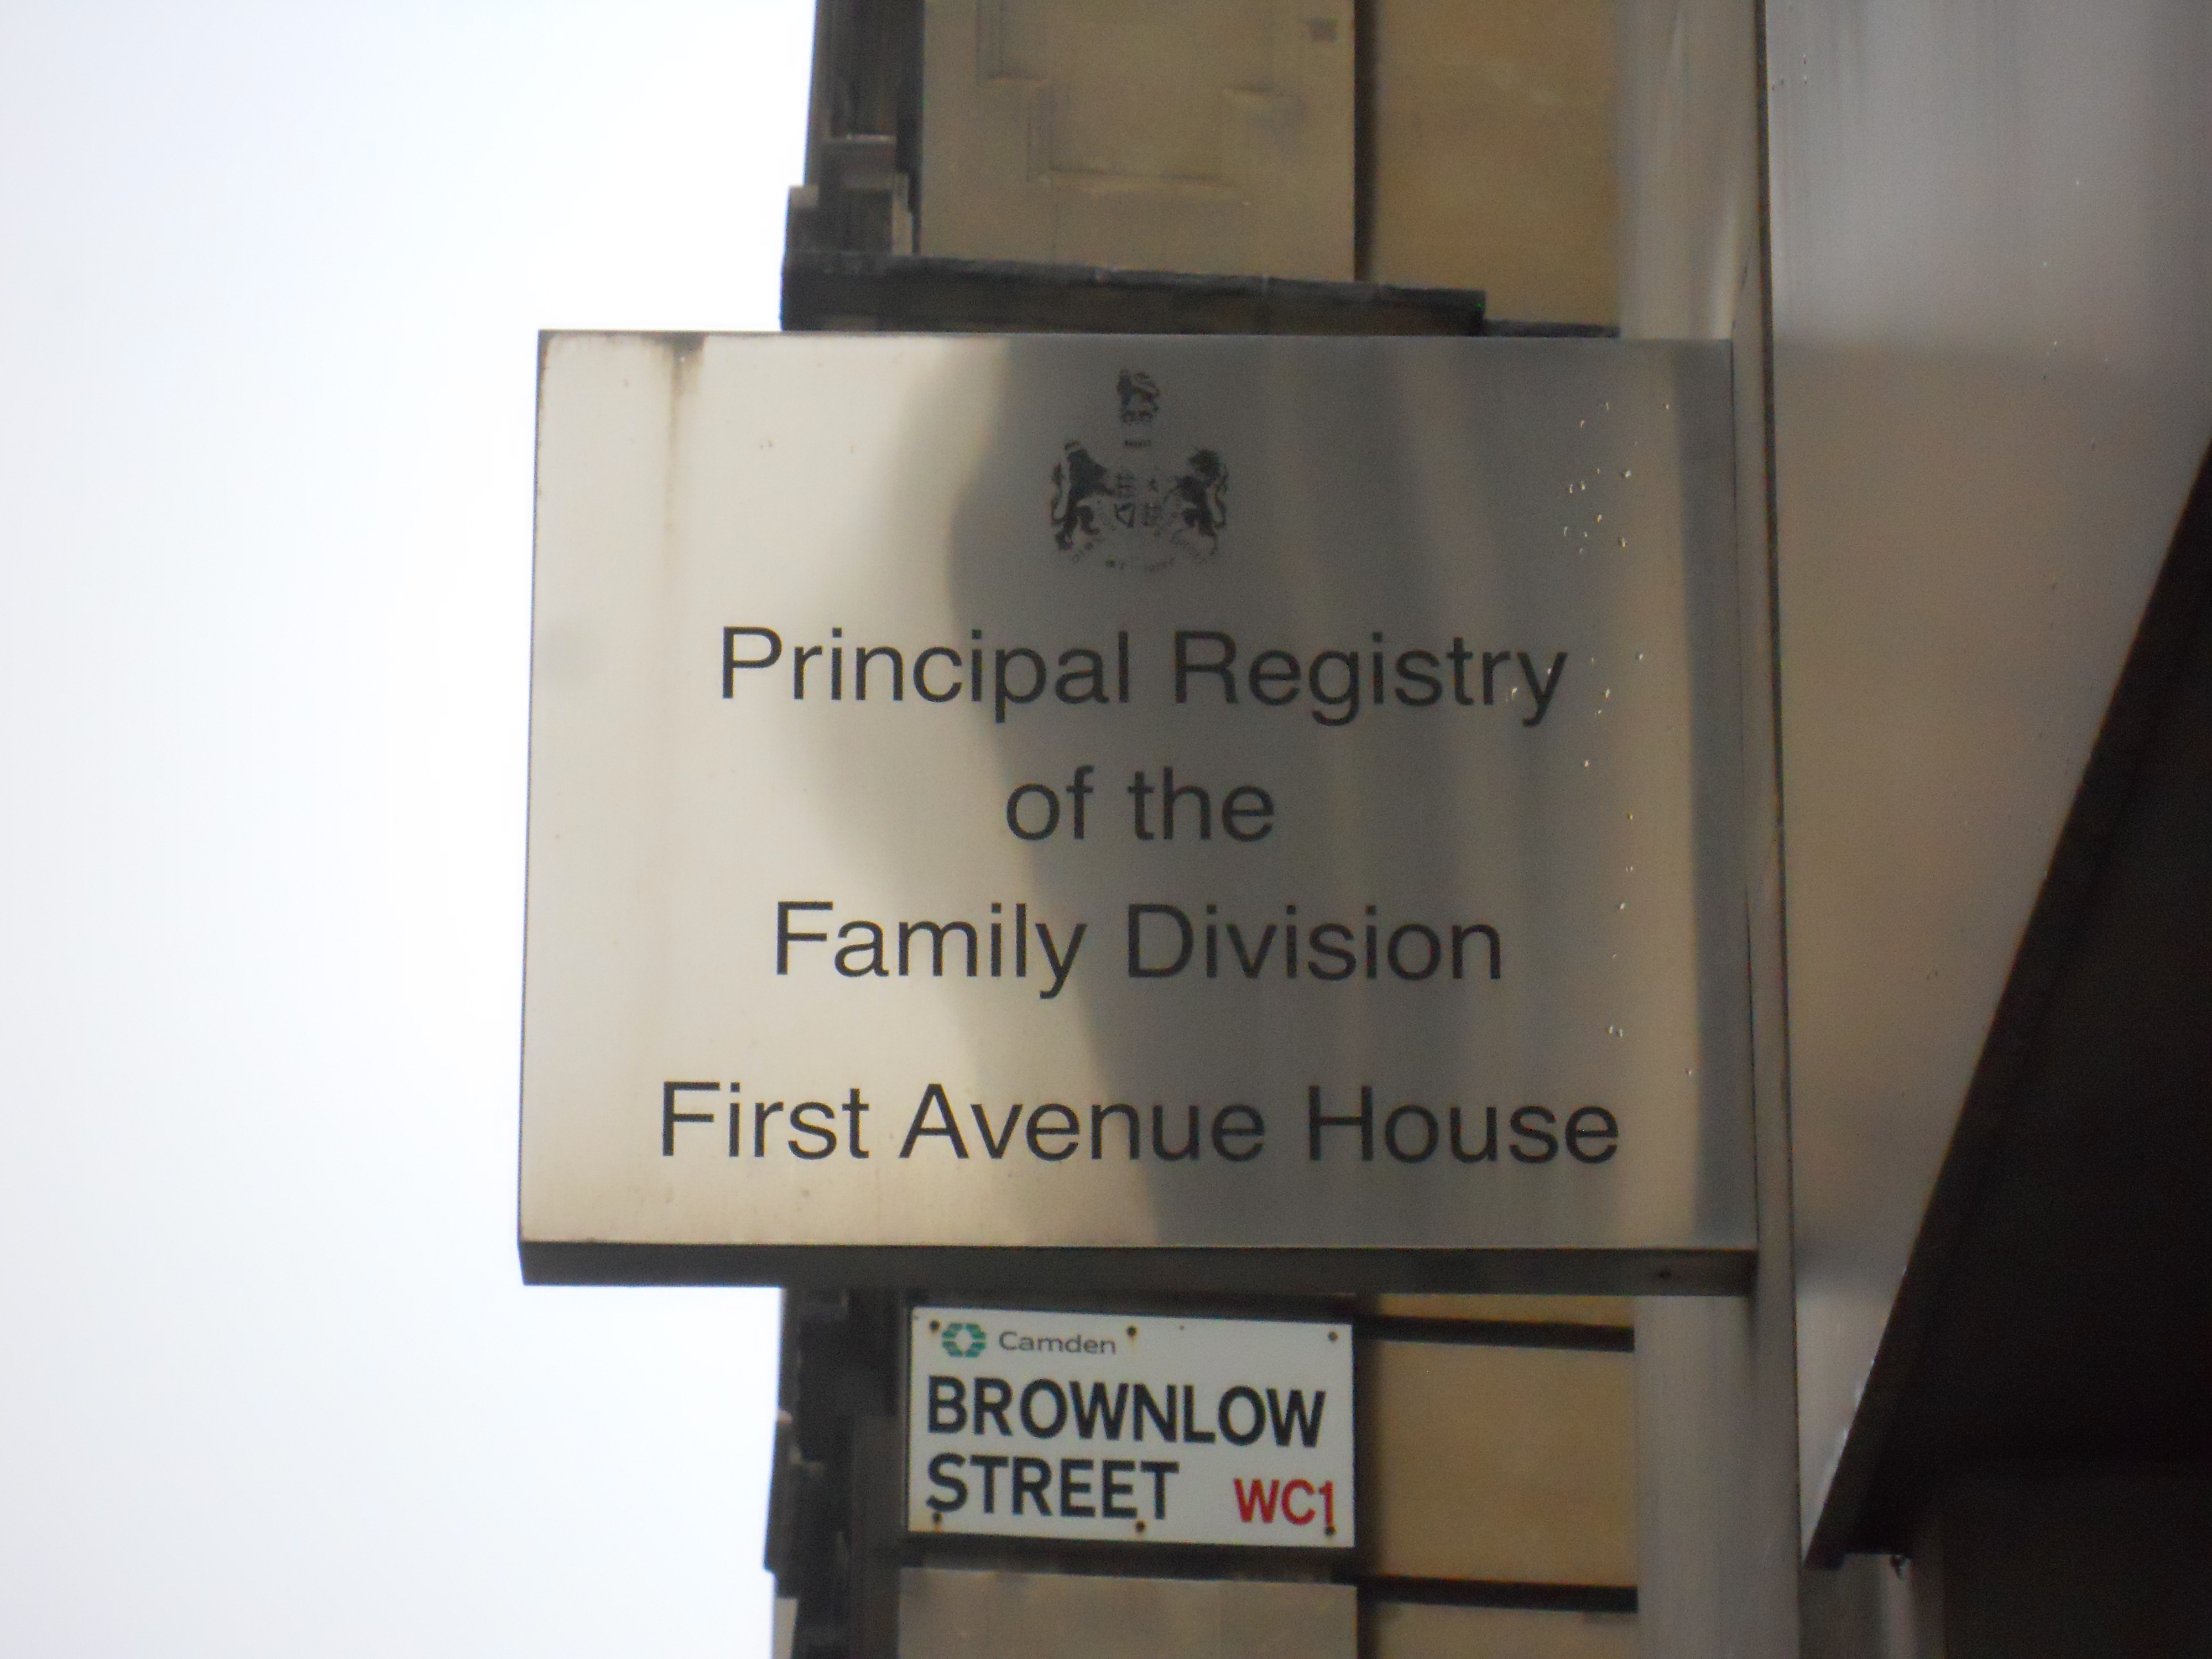 Principal Registry
of the
Family Division
First Avenue House
Camden
BROWNLOW
STREET WC1